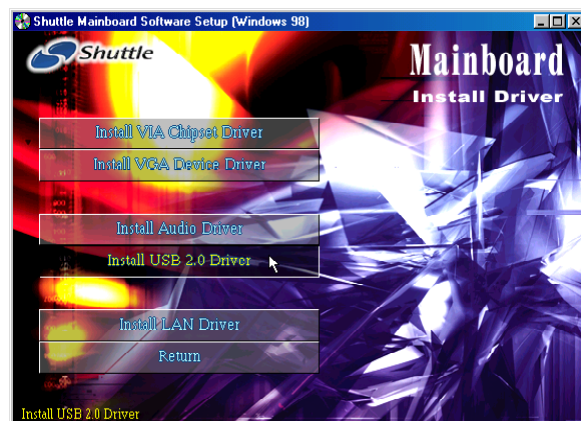 Shuttle Mainboard Software Setup (Windows 98)
Shuttle
Mainboard
Install Driver
Install VIA Chipset Driver
Install VGA Device Driver
Install Audio Driver
Install USB 2.0 Driver
Install LAN Driver
Return
Install USB 2.0 Driver